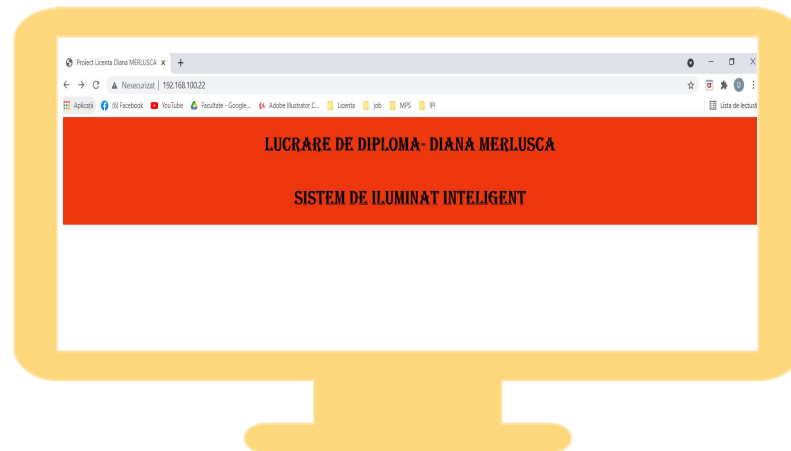 Proiect Licenta Diana MERLUSCA
Nesecurizat | 192.168.100.22
Aplicații (6) Facebook YouTube Facultate - Google... Adobe Illustrator C... Licenta job MPS IPI
Lista de lectură
LUCRARE DE DIPLOMA- DIANA MERLUSCA
SISTEM DE ILUMINAT INTELIGENT